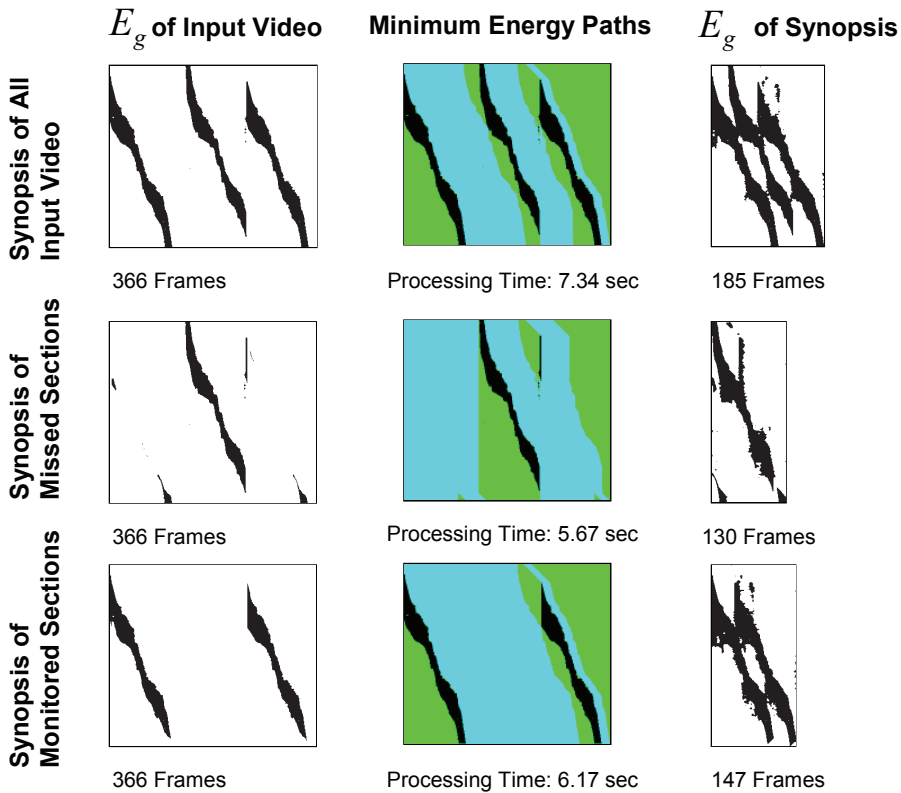 E_g of Input Video
Minimum Energy Paths
E_g of Synopsis
Synopsis of All
Input Video
366 Frames
Processing Time: 7.34 sec
185 Frames
Synopsis of
Missed Sections
366 Frames
Processing Time: 5.67 sec
130 Frames
Synopsis of
Monitored Sections
366 Frames
Processing Time: 6.17 sec
147 Frames